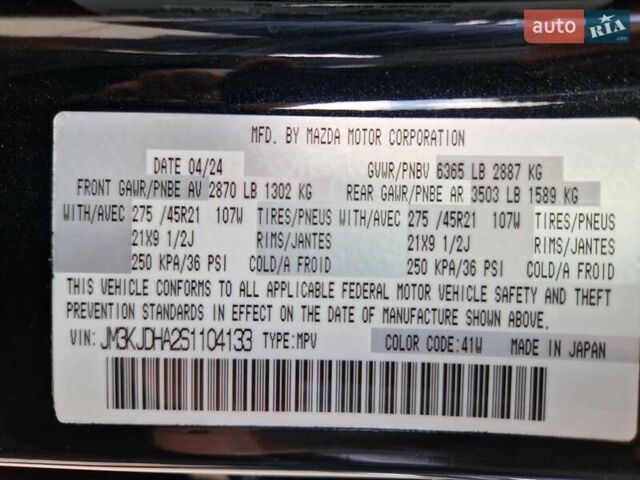 auto RIA.com
MFD. BY MAZDA MOTOR CORPORATION
DATE 04/24 GVWR/PNBV 6365 LB 2887 KG
FRONT GAWR/PNBE AV 2870 LB 1302 KG REAR GAWR/PNBE AR 3503 LB 1589 KG
WITH/AVEC 275 /45R21 107W TIRES/PNEUS WITH/AVEC 275 /45R21 107W TIRES/PNEUS
21X9 1/2J RIMS/JANTES 21X9 1/2J RIMS/JANTES
250 KPA/36 PSI COLD/A FROID 250 KPA/36 PSI COLD/A FROID
THIS VEHICLE CONFORMS TO ALL APPLICABLE FEDERAL MOTOR VEHICLE SAFETY AND THEFT
PREVENTION STANDARDS IN EFFECT ON THE DATE OF MANUFACTURE SHOWN ABOVE.
VIN: JM3KJDHA2S1104133 TYPE: MPV COLOR CODE: 41W MADE IN JAPAN